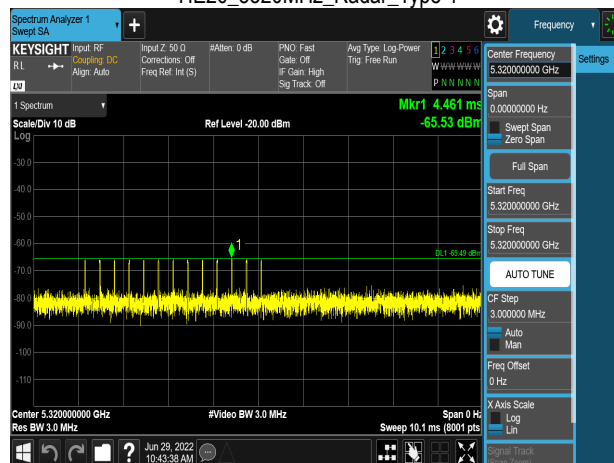 Spectrum Analyzer 1
Swept SA
Frequency
KEYSIGHT
RL
LXI
Input: RF
Coupling: DC
Align: Auto
Input Z: 50 Ω
Corrections: Off
Freq Ref: Int (S)
#Atten: 0 dB
PNO: Fast
Gate: Off
IF Gain: High
Sig Track: Off
Avg Type: Log-Power
Trig: Free Run
1 2 3 4 5 6
W W W W W W
P N N N N N
1 Spectrum
Scale/Div 10 dB
Log
Ref Level -20.00 dBm
Mkr1 4.461 ms
-65.53 dBm
-30.0
-40.0
-50.0
-60.0
-70.0
-80.0
-90.0
-100
-110
1
DL1 -65.49 dBm
Center 5.320000000 GHz
Res BW 3.0 MHz
#Video BW 3.0 MHz
Span 0 Hz
Sweep 10.1 ms (8001 pts
Jun 29, 2022
10:43:38 AM
Center Frequency
5.320000000 GHz
Settings
Span
0.00000000 Hz
Swept Span
Zero Span
Full Span
Start Freq
5.320000000 GHz
Stop Freq
5.320000000 GHz
AUTO TUNE
CF Step
3.000000 MHz
Auto
Man
Freq Offset
0 Hz
X Axis Scale
Log
Lin
Signal Track